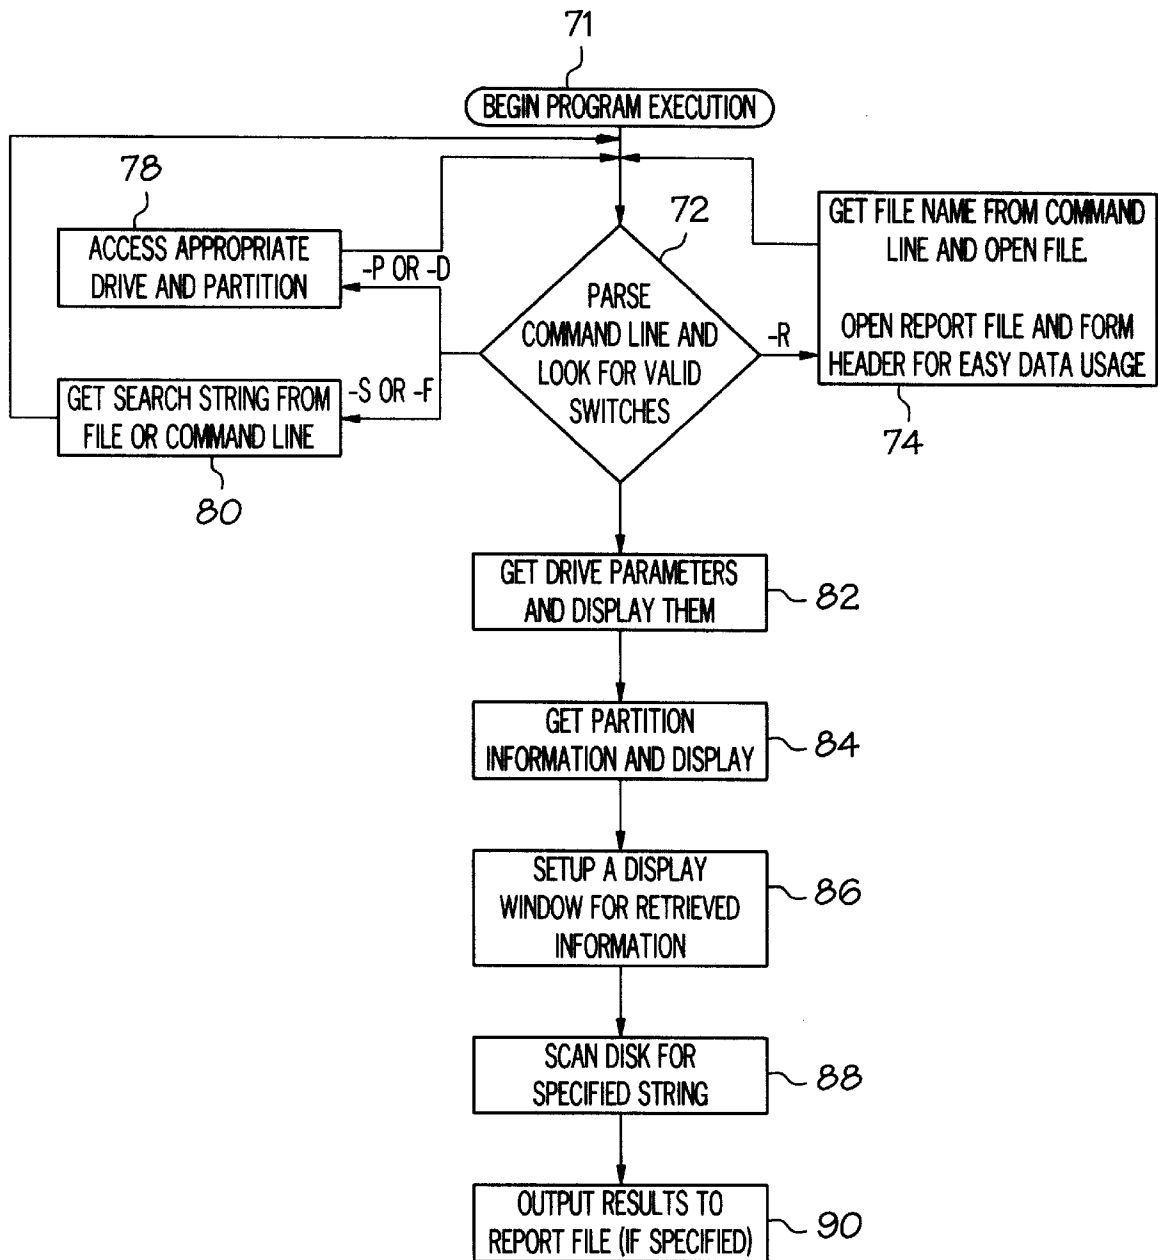 71
BEGIN PROGRAM EXECUTION
78
ACCESS APPROPRIATE
DRIVE AND PARTITION
-P OR -D
72
PARSE
COMMAND LINE AND
LOOK FOR VALID
SWITCHES
-R
GET FILE NAME FROM COMMAND
LINE AND OPEN FILE.
OPEN REPORT FILE AND FORM
HEADER FOR EASY DATA USAGE
74
GET SEARCH STRING FROM
FILE OR COMMAND LINE
-S OR -F
80
GET DRIVE PARAMETERS
AND DISPLAY THEM
82
GET PARTITION
INFORMATION AND DISPLAY
84
SETUP A DISPLAY
WINDOW FOR RETRIEVED
INFORMATION
86
SCAN DISK FOR
SPECIFIED STRING
88
OUTPUT RESULTS TO
REPORT FILE (IF SPECIFIED)
90